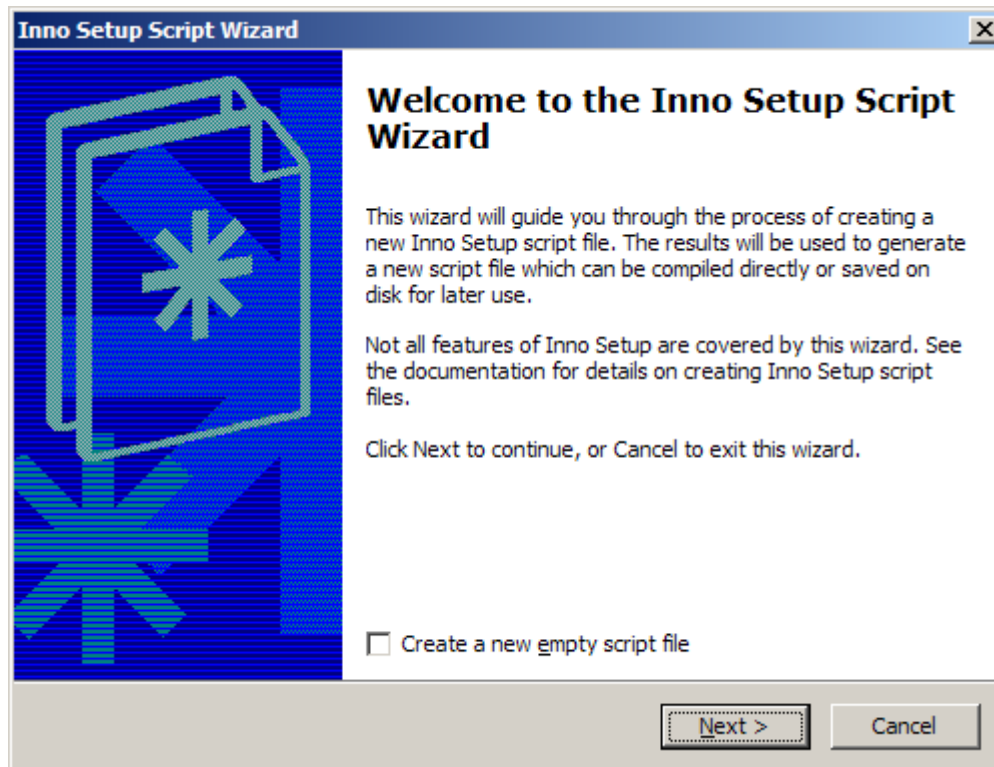 Inno Setup Script Wizard
Welcome to the Inno Setup Script
Wizard
This wizard will guide you through the process of creating a
new Inno Setup script file. The results will be used to generate
a new script file which can be compiled directly or saved on
disk for later use.
Not all features of Inno Setup are covered by this wizard. See
the documentation for details on creating Inno Setup script
files.
Click Next to continue, or Cancel to exit this wizard.
Create a new empty script file
Next >
Cancel